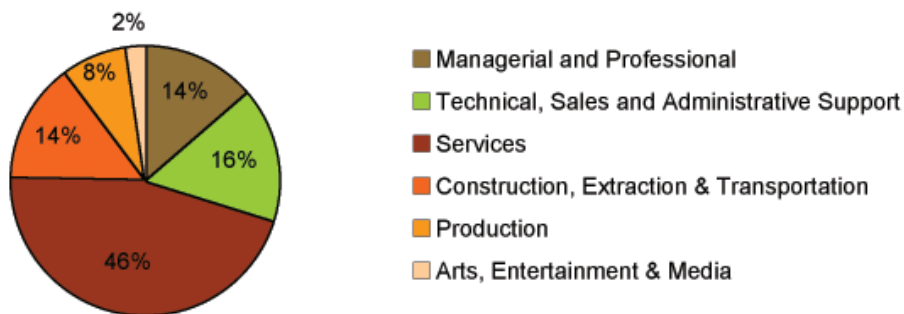 2%
8%
14%
14%
16%
46%
Managerial and Professional
Technical, Sales and Administrative Support
Services
Construction, Extraction & Transportation
Production
Arts, Entertainment & Media